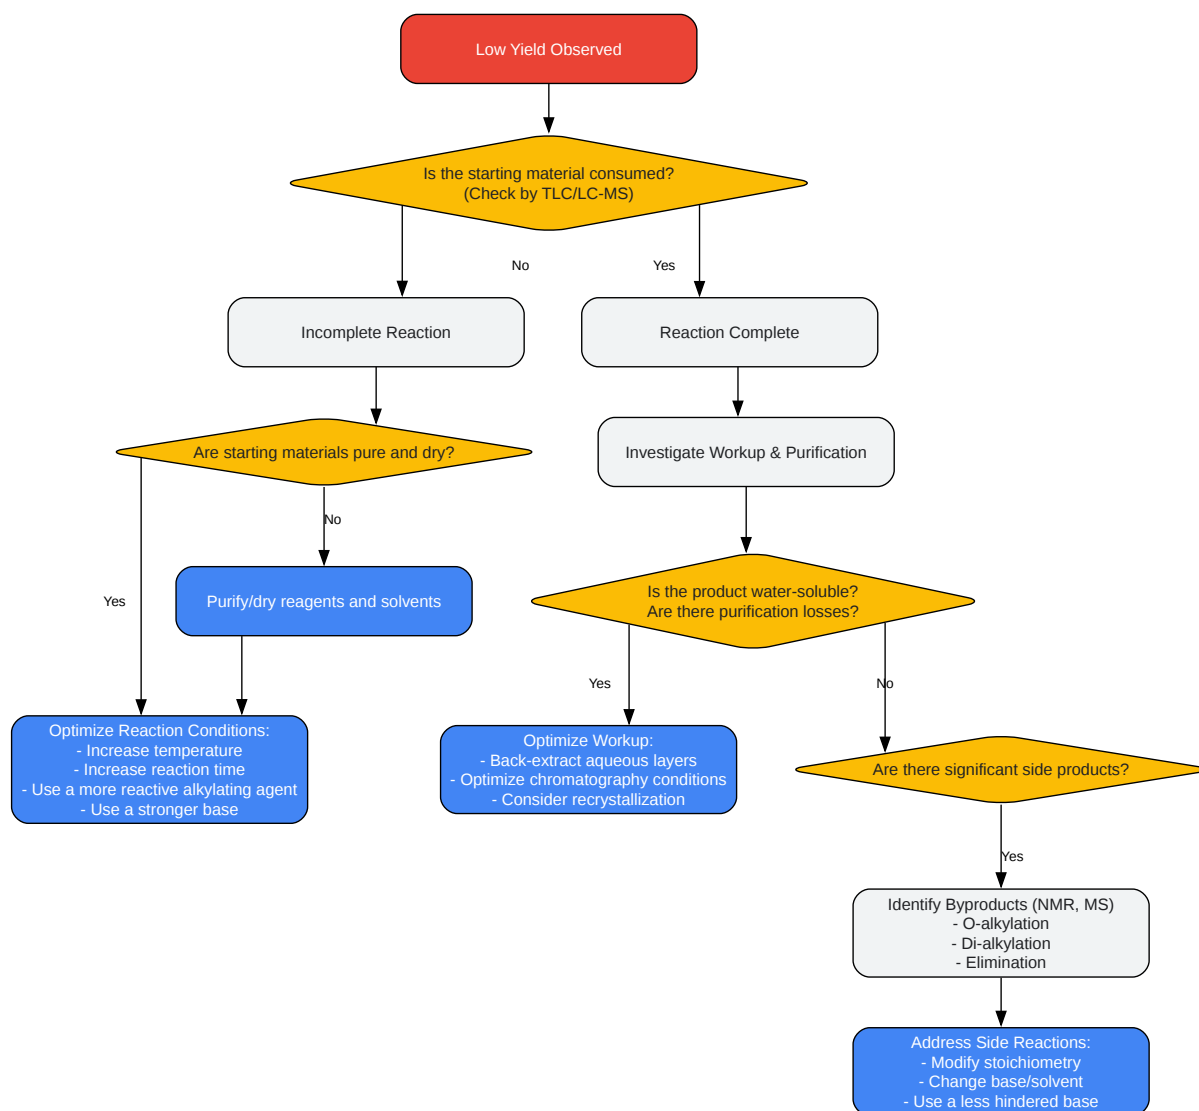 Low Yield Observed
Is the starting material consumed?
(Check by TLC/LC-MS)
No
Yes
Incomplete Reaction
Reaction Complete
Are starting materials pure and dry?
Investigate Workup & Purification
No
Yes
Purify/dry reagents and solvents
Is the product water-soluble?
Are there purification losses?
Yes
No
Optimize Reaction Conditions:
- Increase temperature
- Increase reaction time
- Use a more reactive alkylating agent
- Use a stronger base
Optimize Workup:
- Back-extract aqueous layers
- Optimize chromatography conditions
- Consider recrystallization
Are there significant side products?
Yes
Identify Byproducts (NMR, MS)
- O-alkylation
- Di-alkylation
- Elimination
Address Side Reactions:
- Modify stoichiometry
- Change base/solvent
- Use a less hindered base